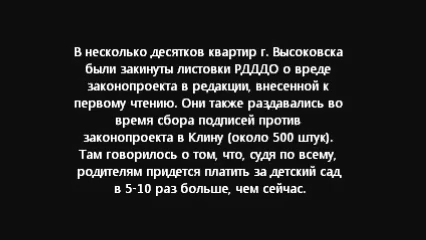 В несколько десятков квартир г. Высоковска
были закинуты листовки РДДДО о вреде
законопроекта в редакции, внесенной к
первому чтению. Они также раздавались во
время сбора подписей против
законопроекта в Клину (около 500 штук).
Там говорилось о том, что, судя по всему,
родителям придется платить за детский сад
в 5-10 раз больше, чем сейчас.